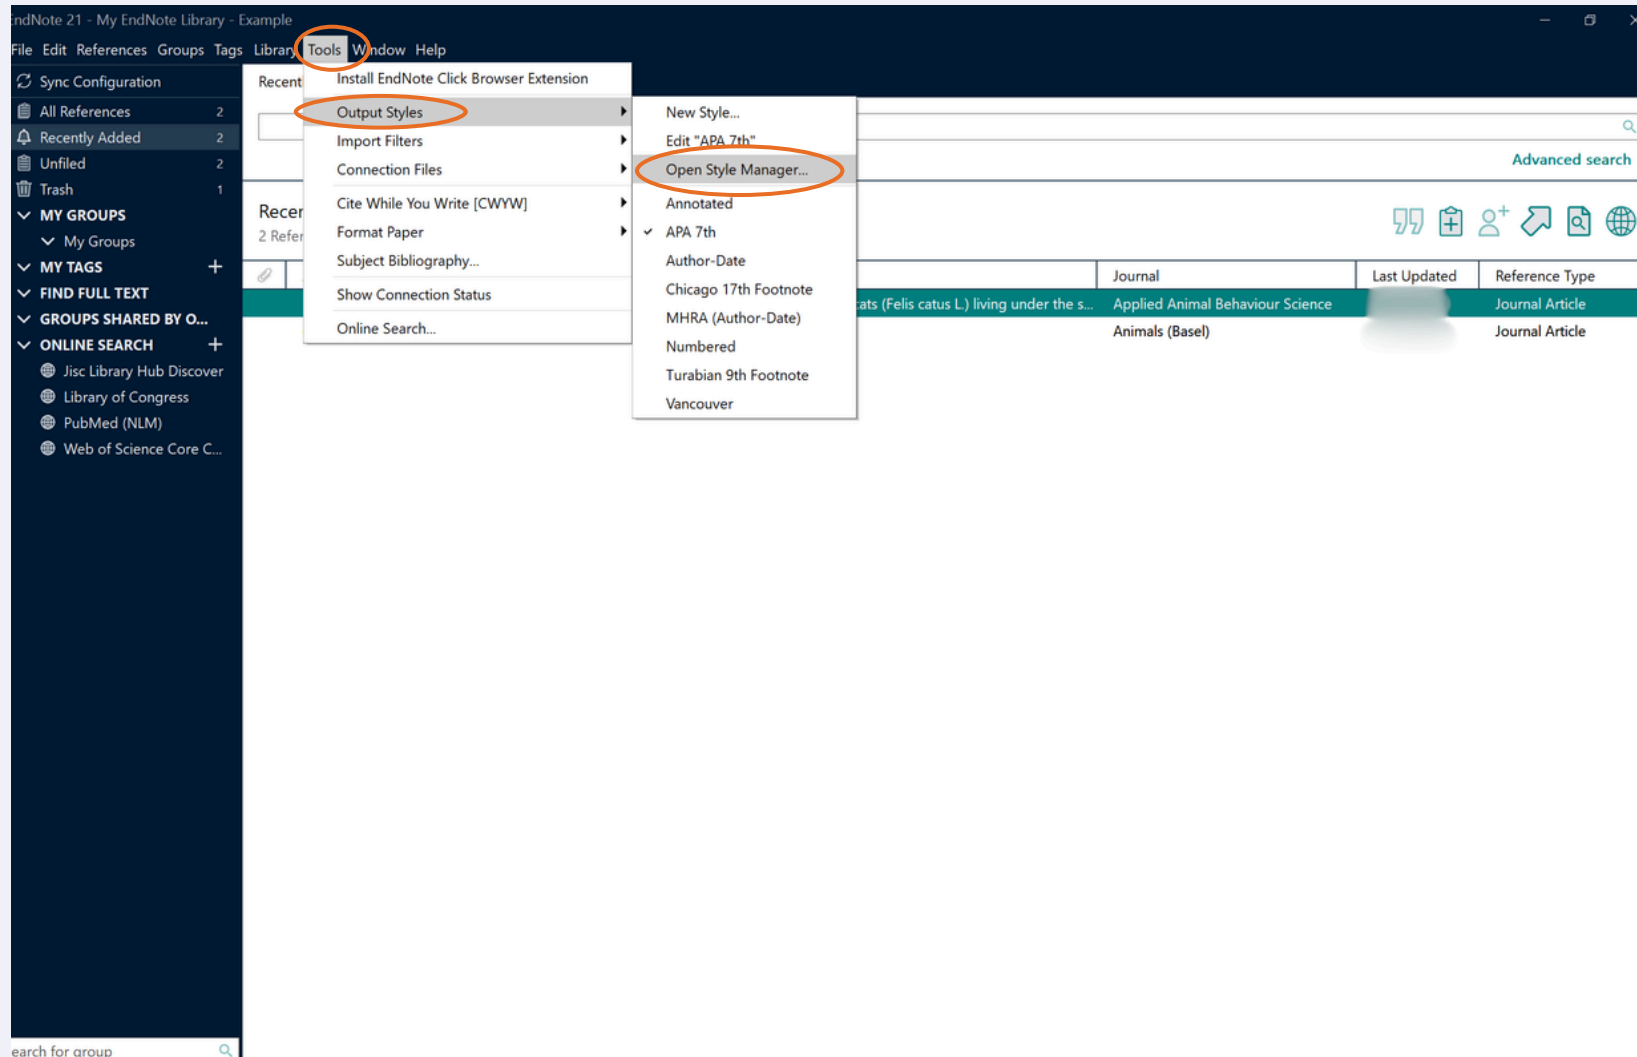 EndNote 21 - My EndNote Library - Example
File Edit References Groups Tags Library Tools Window Help
Sync Configuration
All References 2
Recently Added 2
Unfiled 2
Trash 1
MY GROUPS
My Groups
MY TAGS +
FIND FULL TEXT
GROUPS SHARED BY O...
ONLINE SEARCH +
Jisc Library Hub Discover
Library of Congress
PubMed (NLM)
Web of Science Core C...
earch for group
Recent
Install EndNote Click Browser Extension
Output Styles
Import Filters
Connection Files
Cite While You Write [CWYW]
Format Paper
Subject Bibliography...
Show Connection Status
Online Search...
New Style...
Edit "APA 7th"
Open Style Manager...
Annotated
APA 7th
Author-Date
Chicago 17th Footnote
MHRA (Author-Date)
Numbered
Turabian 9th Footnote
Vancouver
Advanced search
Recer
2 Refer
Journal Last Updated Reference Type
cats (Felis catus L.) living under the s... Applied Animal Behaviour Science Journal Article
Animals (Basel) Journal Article